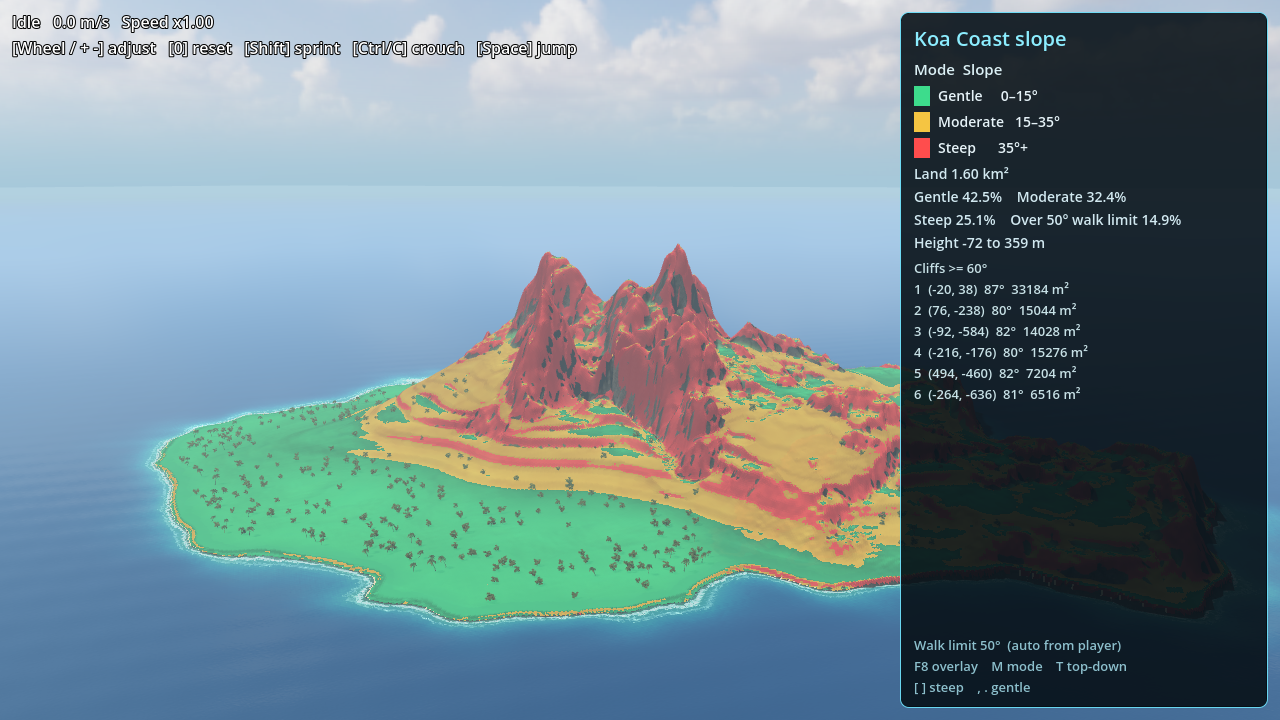 Idle   0.0 m/s   Speed x1.00
[Wheel / + -] adjust   [0] reset   [Shift] sprint   [Ctrl/C] crouch   [Space] jump
Koa Coast slope
Mode  Slope
Gentle   0–15°
Moderate   15–35°
Steep   35°+
Land 1.60 km²
Gentle 42.5%   Moderate 32.4%
Steep 25.1%   Over 50° walk limit 14.9%
Height -72 to 359 m
Cliffs >= 60°
1  (-20, 38)  87°  33184 m²
2  (76, -238)  80°  15044 m²
3  (-92, -584)  82°  14028 m²
4  (-216, -176)  80°  15276 m²
5  (494, -460)  82°  7204 m²
6  (-264, -636)  81°  6516 m²
Walk limit 50°  (auto from player)
F8 overlay   M mode   T top-down
[ ] steep   , . gentle